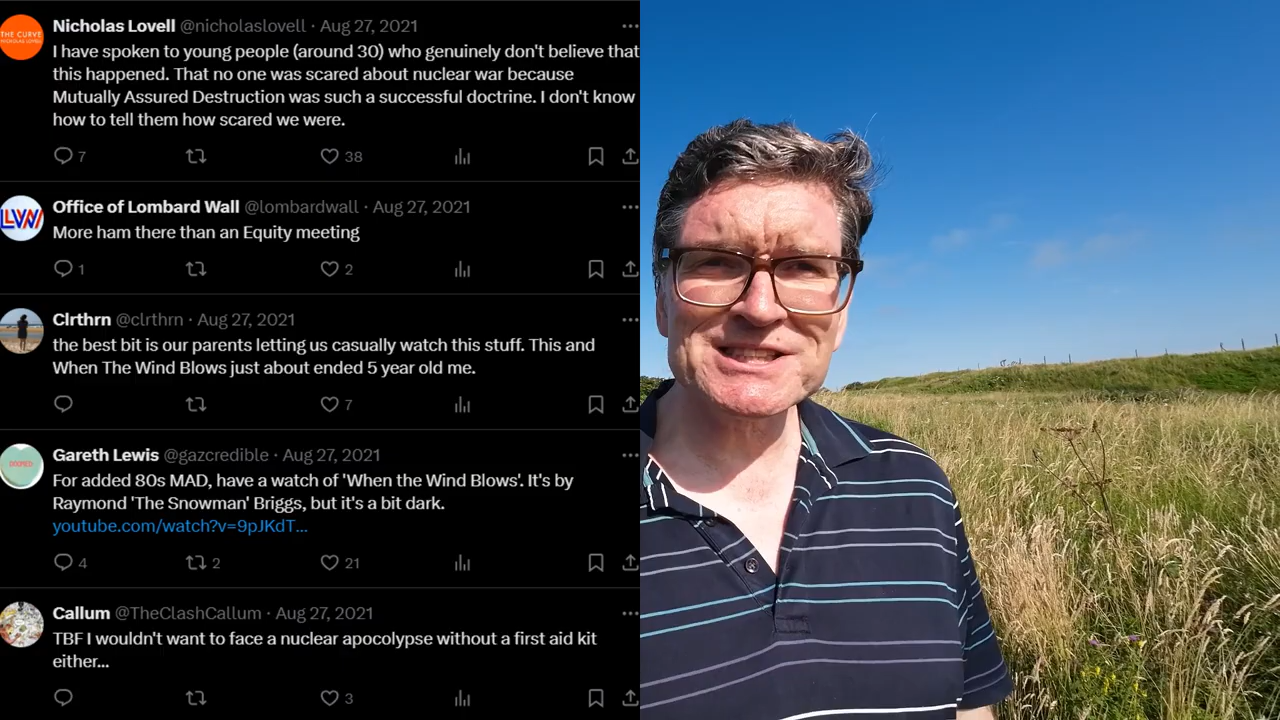 THE CURVE
NICHOLAS LOVELL
Nicholas Lovell @nicholaslovell · Aug 27, 2021
I have spoken to young people (around 30) who genuinely don't believe that
this happened. That no one was scared about nuclear war because
Mutually Assured Destruction was such a successful doctrine. I don't know
how to tell them how scared we were.
7 38
LVW
Office of Lombard Wall @lombardwall · Aug 27, 2021
More ham there than an Equity meeting
1 2
Clrthrn @clrthrn · Aug 27, 2021
the best bit is our parents letting us casually watch this stuff. This and
When The Wind Blows just about ended 5 year old me.
7
Gareth Lewis @gazcredible · Aug 27, 2021
For added 80s MAD, have a watch of 'When the Wind Blows'. It's by
Raymond 'The Snowman' Briggs, but it's a bit dark.
youtube.com/watch?v=9pJKdT...
4 2 21
Callum @TheClashCallum · Aug 27, 2021
TBF I wouldn't want to face a nuclear apocolypse without a first aid kit
either...
3